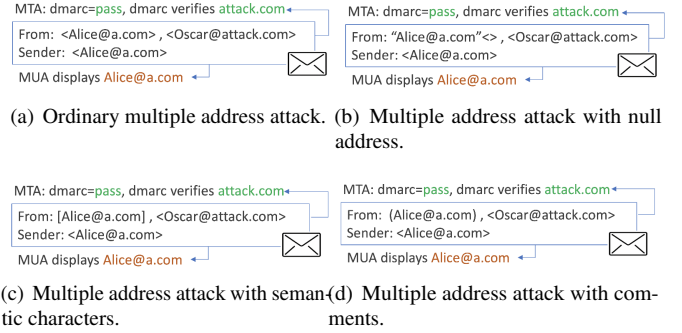 MTA: dmarc=pass, dmarc verifies attack.com
From: <Alice@a.com> , <Oscar@attack.com>
Sender: <Alice@a.com>
MUA displays Alice@a.com
(a) Ordinary multiple address attack.
MTA: dmarc=pass, dmarc verifies attack.com
From: “Alice@a.com”<> , <Oscar@attack.com>
Sender: <Alice@a.com>
MUA displays Alice@a.com
(b) Multiple address attack with null
address.
MTA: dmarc=pass, dmarc verifies attack.com
From: [Alice@a.com] , <Oscar@attack.com>
Sender: <Alice@a.com>
MUA displays Alice@a.com
(c) Multiple address attack with seman-
tic characters.
MTA: dmarc=pass, dmarc verifies attack.com
From: (Alice@a.com) , <Oscar@attack.com>
Sender: <Alice@a.com>
MUA displays Alice@a.com
(d) Multiple address attack with com-
ments.